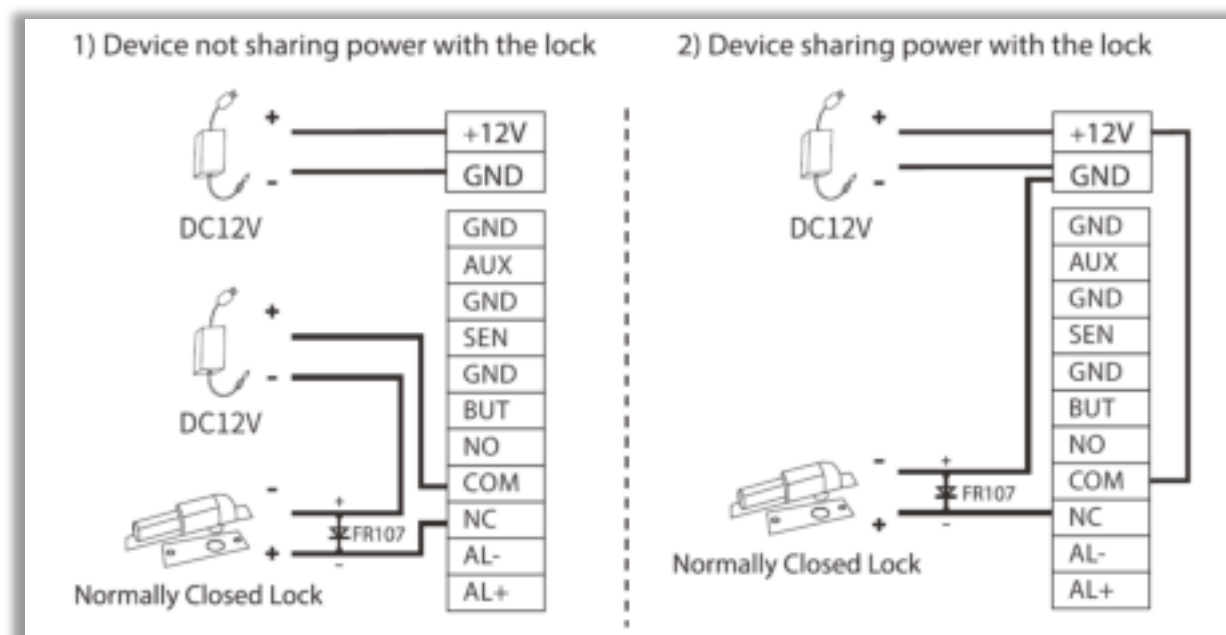 1) Device not sharing power with the lock
+
-
DC12V
+12V
GND
GND
AUX
GND
SEN
GND
BUT
NO
COM
NC
AL-
AL+
+
-
DC12V
-
+
FR107
+
-
Normally Closed Lock
2) Device sharing power with the lock
+
-
DC12V
+12V
GND
GND
AUX
GND
SEN
GND
BUT
NO
COM
NC
AL-
AL+
-
+
FR107
+
-
Normally Closed Lock